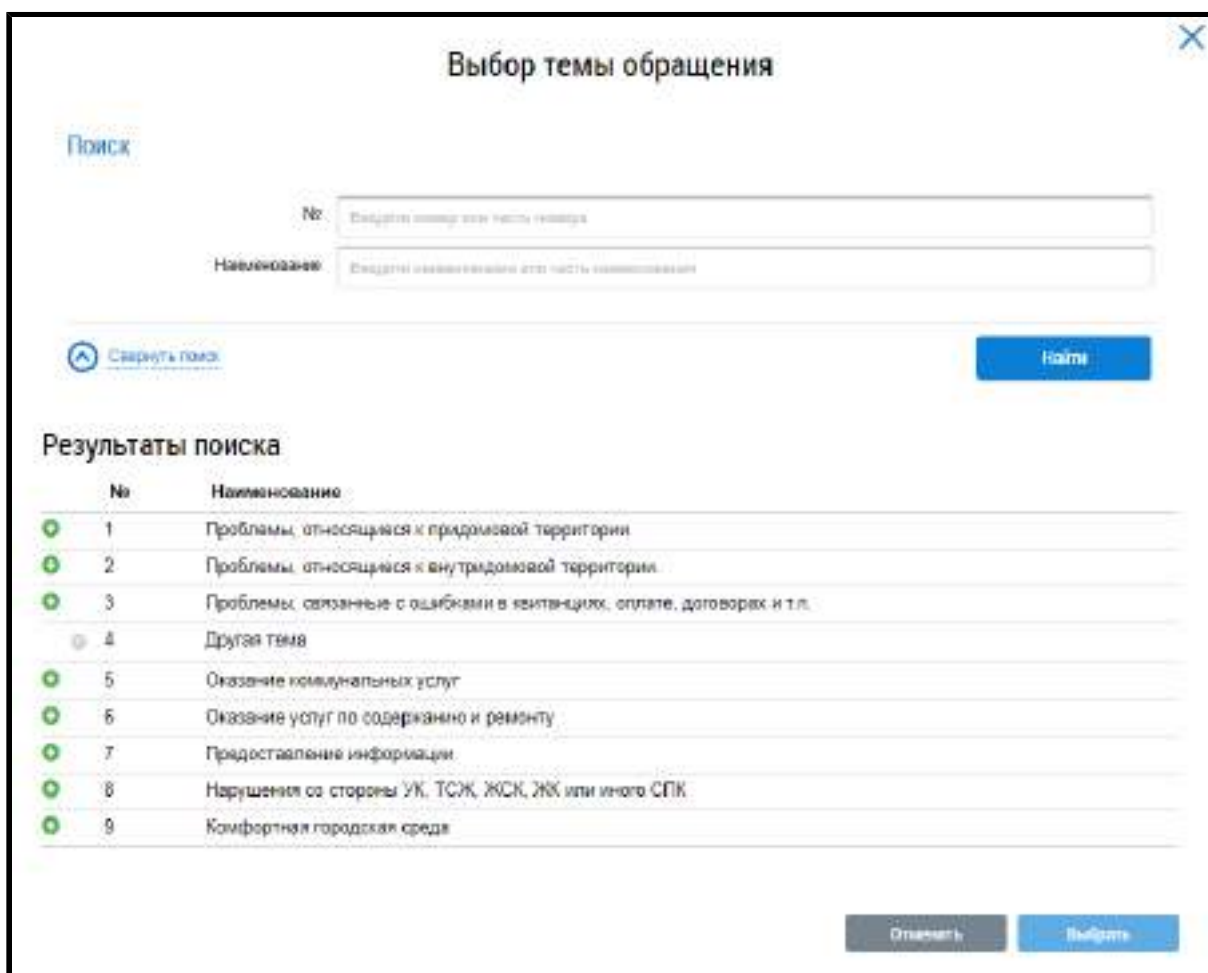 Выбор темы обращения
Поиск
№ Введите номер или часть номера
Наименование Введите наименование или часть наименования
Свернуть поиск Найти
Результаты поиска
№ Наименование
1 Проблемы, относящиеся к придомовой территории
2 Проблемы, относящиеся к внутридомовой территории
3 Проблемы, связанные с ошибками в квитанциях, оплате, договорах и т.п.
4 Другая тема
5 Оказание коммунальных услуг
6 Оказание услуг по содержанию и ремонту
7 Предоставление информации
8 Нарушения со стороны УК, ТСЖ, ЖСК, ЖК или иного СПК
9 Комфортная городская среда
Отменить Выбрать